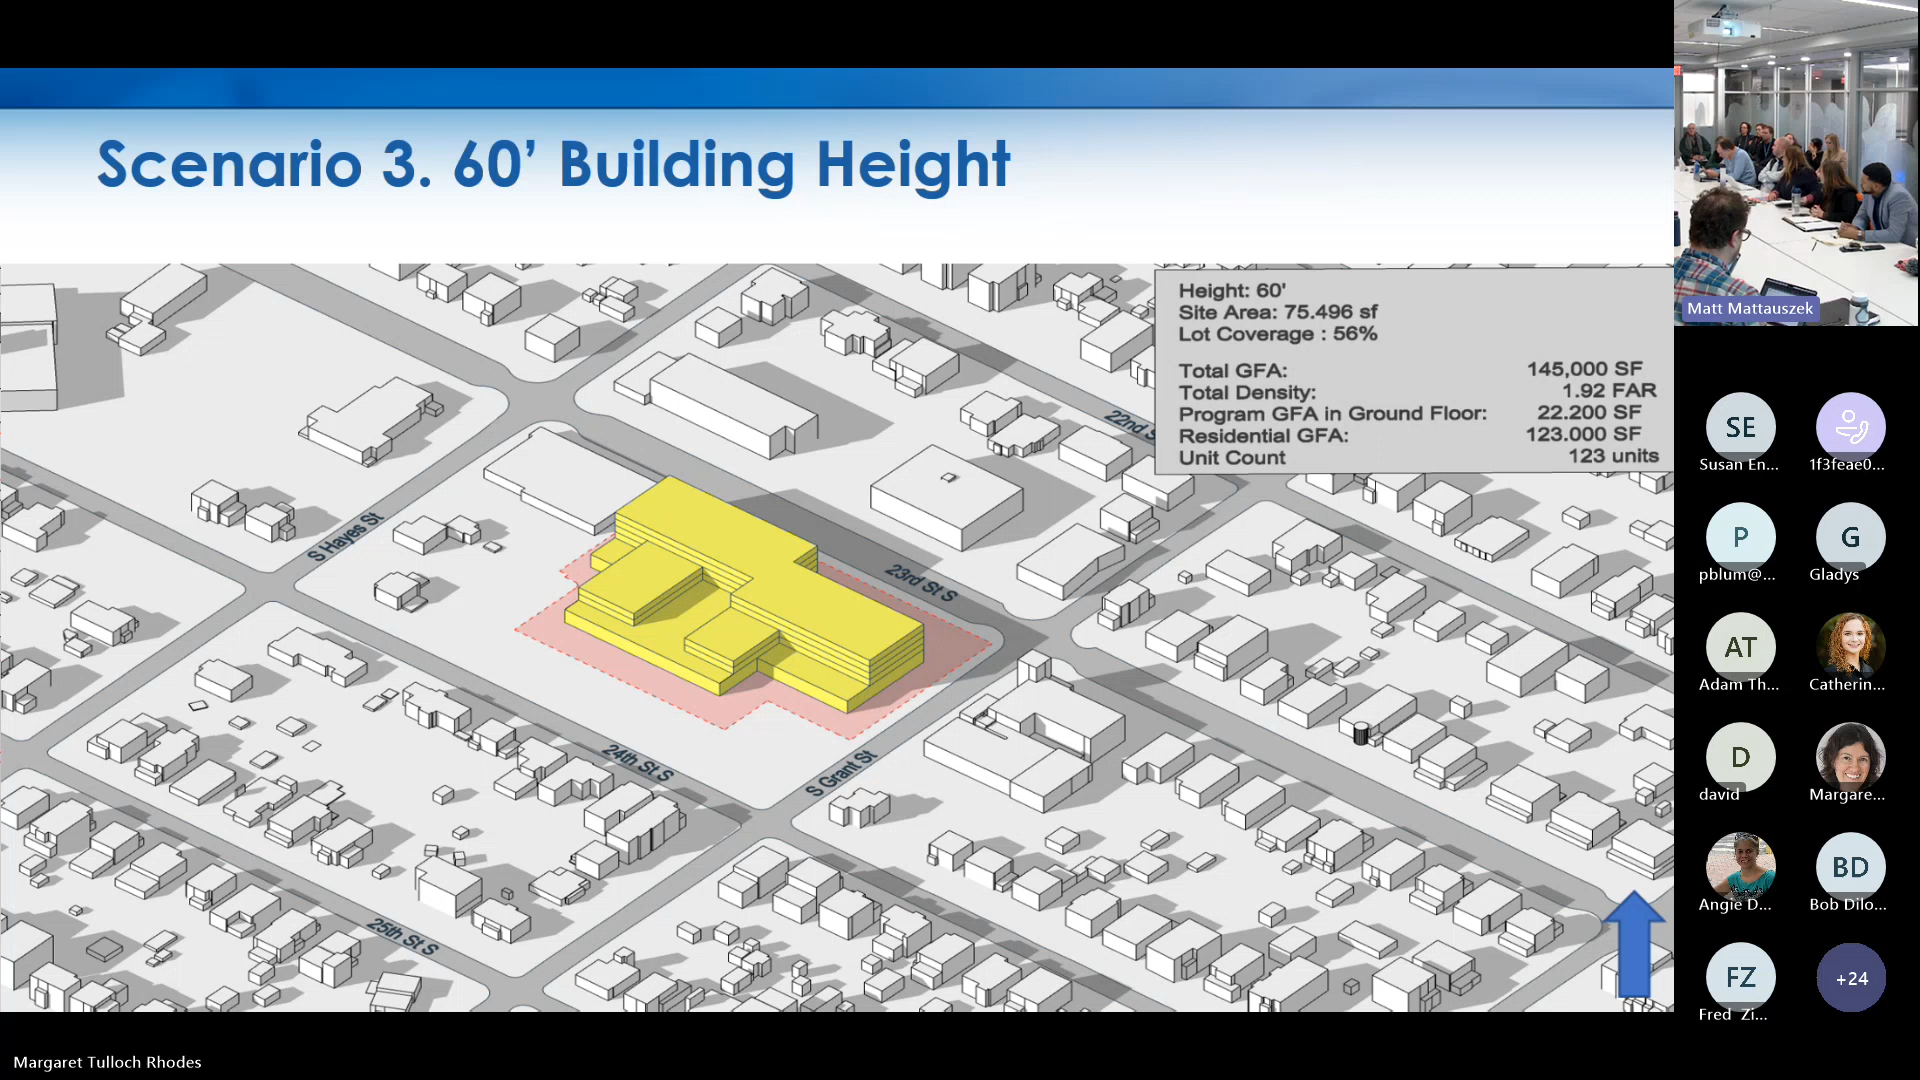 Scenario 3. 60’ Building Height
Height: 60'
Site Area: 75.496 sf
Lot Coverage : 56%
Total GFA: 145,000 SF
Total Density: 1.92 FAR
Program GFA in Ground Floor: 22.200 SF
Residential GFA: 123.000 SF
Unit Count 123 units
22nd S
S Hayes St
23rd St S
24th St S
S Grant St
25th St S
Matt Mattauszek
SE
Susan En...
1f3feae0...
P
pblum@...
G
Gladys
AT
Adam Th...
Catherin...
D
david
Margare...
Angie D...
BD
Bob Dilo...
FZ
Fred Zi...
+24
Margaret Tulloch Rhodes